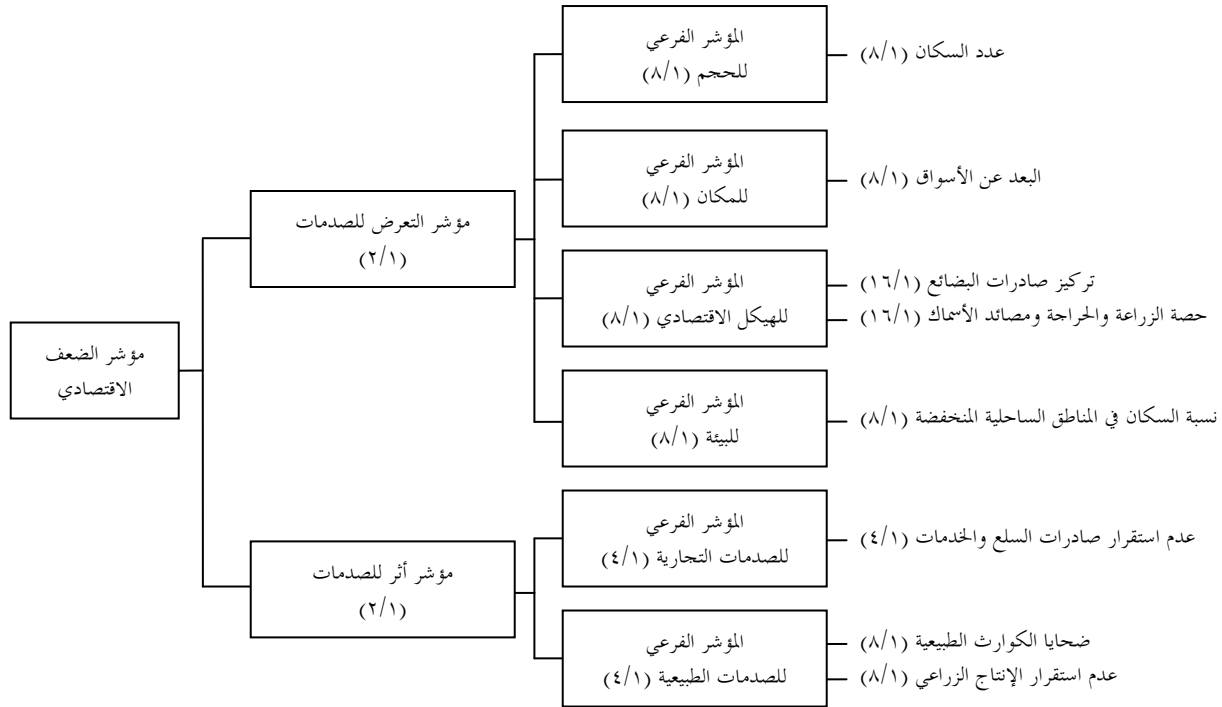 مؤشر الضعف
الاقتصادي
مؤشر التعرض للصدمات
(٢/١)
المؤشر الفرعي
للحجم (٨/١)
عدد السكان (٨/١)
المؤشر الفرعي
للمكان (٨/١)
البعد عن الأسواق (٨/١)
المؤشر الفرعي
للهيكل الاقتصادي (٨/١)
تركيز صادرات البضائع (١٦/١)
حصة الزراعة والحراجة ومصائد الأسماك (١٦/١)
المؤشر الفرعي
للبيئة (٨/١)
نسبة السكان في المناطق الساحلية المنخفضة (٨/١)
مؤشر أثر للصدمات
(٢/١)
المؤشر الفرعي
للصدمات التجارية (٤/١)
عدم استقرار صادرات السلع والخدمات (٤/١)
المؤشر الفرعي
للصدمات الطبيعية (٤/١)
ضحايا الكوارث الطبيعية (٨/١)
عدم استقرار الإنتاج الزراعي (٨/١)